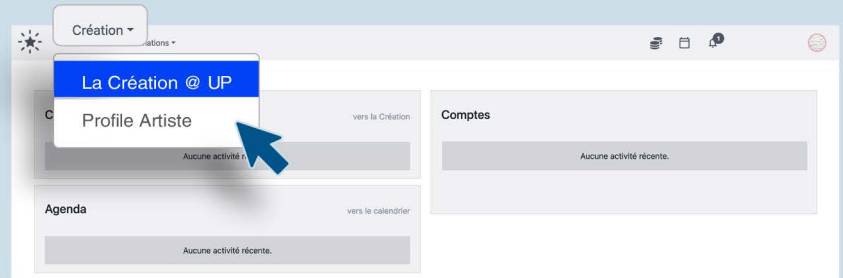 Création
1
La Création @ UP
Profile Artiste
vers la Création
Comptes
Aucune activité récente.
Agenda
vers le calendrier
Aucune activité récente.